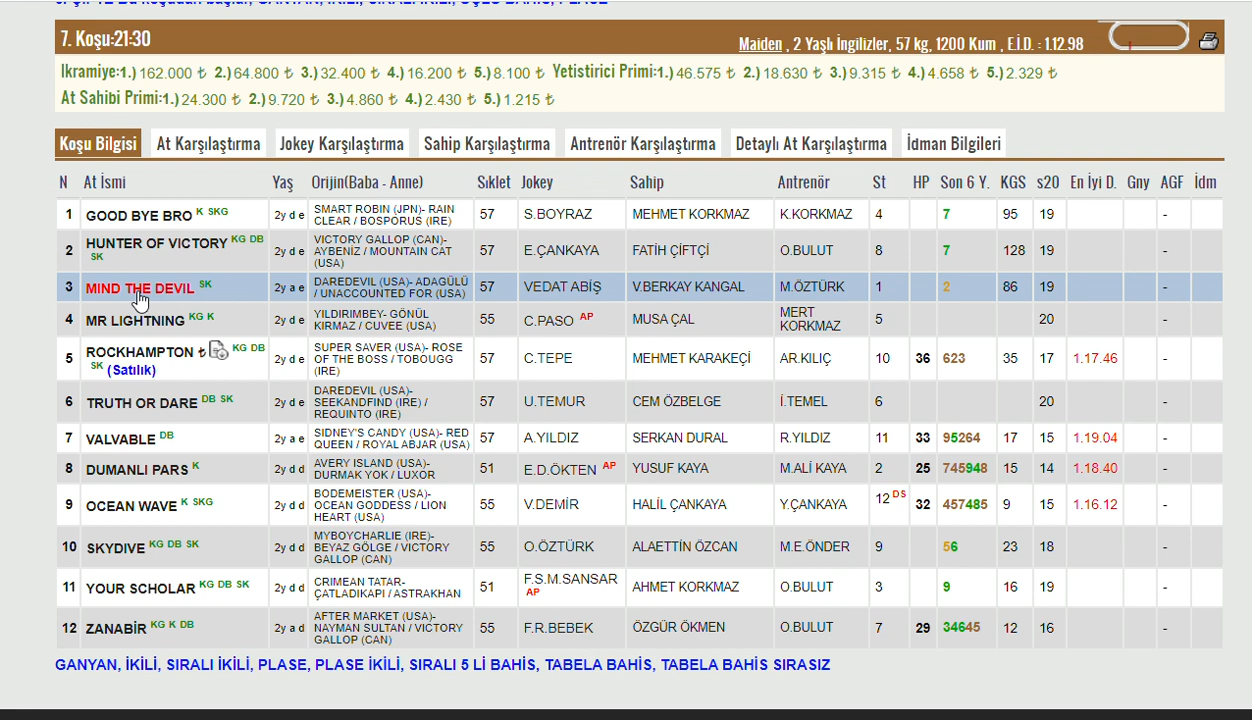 7. Koşu:21:30
Maiden , 2 Yaşlı İngilizler, 57 kg, 1200 Kum , E.İ.D. : 1.12.98
Ikramiye:1.) 162.000 ₺ 2.) 64.800 ₺ 3.) 32.400 ₺ 4.) 16.200 ₺ 5.) 8.100 ₺ Yetistirici Primi:1.) 46.575 ₺ 2.) 18.630 ₺ 3.) 9.315 ₺ 4.) 4.658 ₺ 5.) 2.329 ₺
At Sahibi Primi:1.) 24.300 ₺ 2.) 9.720 ₺ 3.) 4.860 ₺ 4.) 2.430 ₺ 5.) 1.215 ₺
Koşu Bilgisi At Karşılaştırma Jokey Karşılaştırma Sahip Karşılaştırma Antrenör Karşılaştırma Detaylı At Karşılaştırma İdman Bilgileri
N At İsmi Yaş Orijin(Baba - Anne) Sıklet Jokey Sahip Antrenör St HP Son 6 Y. KGS s20 En İyi D. Gny AGF İdm
1 GOOD BYE BRO K SKG 2y d e SMART ROBIN (JPN)- RAIN
CLEAR / BOSPORUS (IRE) 57 S.BOYRAZ MEHMET KORKMAZ K.KORKMAZ 4 7 95 19 -
2 HUNTER OF VICTORY KG DB
SK 2y d e VICTORY GALLOP (CAN)-
AYBENİZ / MOUNTAIN CAT
(USA) 57 E.ÇANKAYA FATİH ÇİFTÇİ O.BULUT 8 7 128 19 -
3 MIND THE DEVIL SK 2y a e DAREDEVIL (USA)- ADAGÜLÜ
/ UNACCOUNTED FOR (USA) 57 VEDAT ABİŞ V.BERKAY KANGAL M.ÖZTÜRK 1 2 86 19 -
4 MR LIGHTNING KG K 2y d e YILDIRIMBEY- GÖNÜL
KIRMAZ / CUVEE (USA) 55 C.PASO AP MUSA ÇAL MERT
KORKMAZ 5 20 -
5 ROCKHAMPTON ₺ KG DB
SK (Satılık) 2y d e SUPER SAVER (USA)- ROSE
OF THE BOSS / TOBOUGG
(IRE) 57 C.TEPE MEHMET KARAKEÇİ AR.KILIÇ 10 36 623 35 17 1.17.46 -
6 TRUTH OR DARE DB SK 2y d e DAREDEVIL (USA)-
SEEKANDFIND (IRE) /
REQUINTO (IRE) 57 U.TEMUR CEM ÖZBELGE İ.TEMEL 6 20 -
7 VALVABLE DB 2y a e SIDNEY'S CANDY (USA)- RED
QUEEN / ROYAL ABJAR (USA) 57 A.YILDIZ SERKAN DURAL R.YILDIZ 11 33 95264 17 15 1.19.04 -
8 DUMANLI PARS K 2y d d AVERY ISLAND (USA)-
DURMAK YOK / LUXOR 51 E.D.ÖKTEN AP YUSUF KAYA M.ALİ KAYA 2 25 745948 15 14 1.18.40 -
9 OCEAN WAVE K SKG 2y d d BODEMEISTER (USA)-
OCEAN GODDESS / LION
HEART (USA) 55 V.DEMİR HALİL ÇANKAYA Y.ÇANKAYA 12 DS 32 457485 9 15 1.16.12 -
10 SKYDIVE KG DB SK 2y d d MYBOYCHARLIE (IRE)-
BEYAZ GÖLGE / VICTORY
GALLOP (CAN) 55 O.ÖZTÜRK ALAETTİN ÖZCAN M.E.ÖNDER 9 56 23 18 -
11 YOUR SCHOLAR KG DB SK 2y d d CRIMEAN TATAR-
ÇATLADIKAPI / ASTRAKHAN 51 F.S.M.SANSAR
AP AHMET KORKMAZ O.BULUT 3 9 16 19 -
12 ZANABİR KG K DB 2y a d AFTER MARKET (USA)-
NAYMAN SULTAN / VICTORY
GALLOP (CAN) 55 F.R.BEBEK ÖZGÜR ÖKMEN O.BULUT 7 29 34645 12 16 -
GANYAN, İKİLİ, SIRALI İKİLİ, PLASE, PLASE İKİLİ, SIRALI 5 Lİ BAHİS, TABELA BAHİS, TABELA BAHİS SIRASIZ